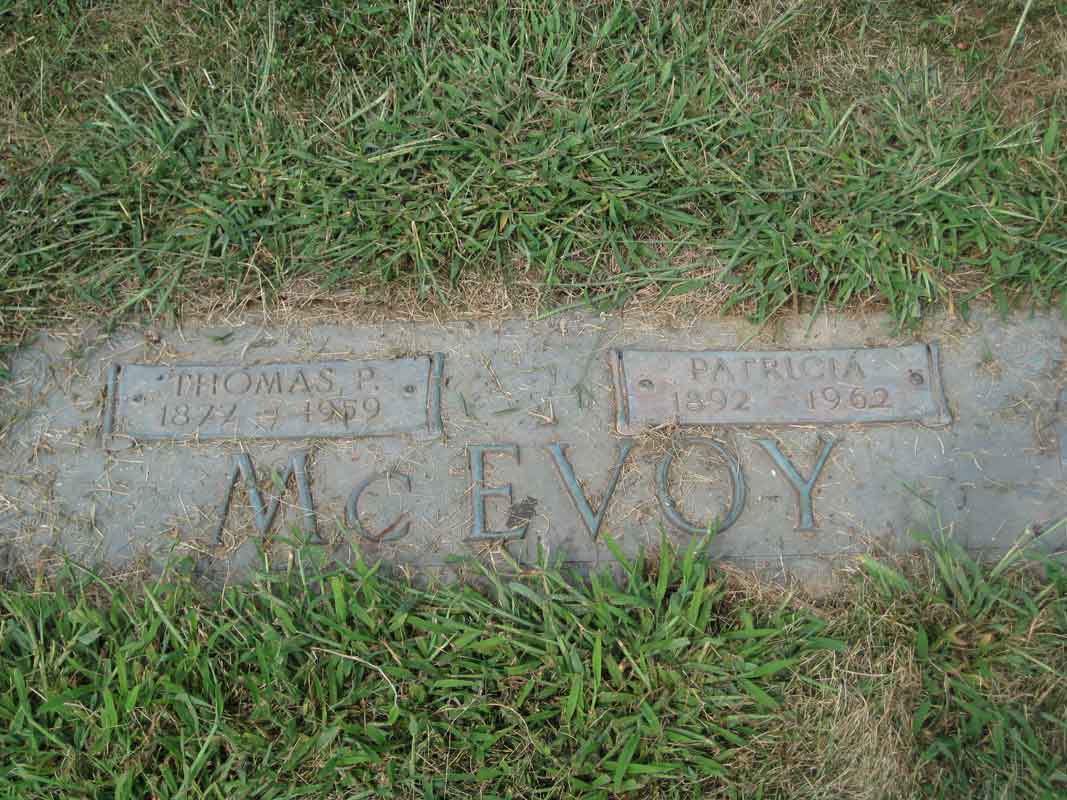 THOMAS P.
1877 1959
PATRICIA
1892 1962
MCEVOY